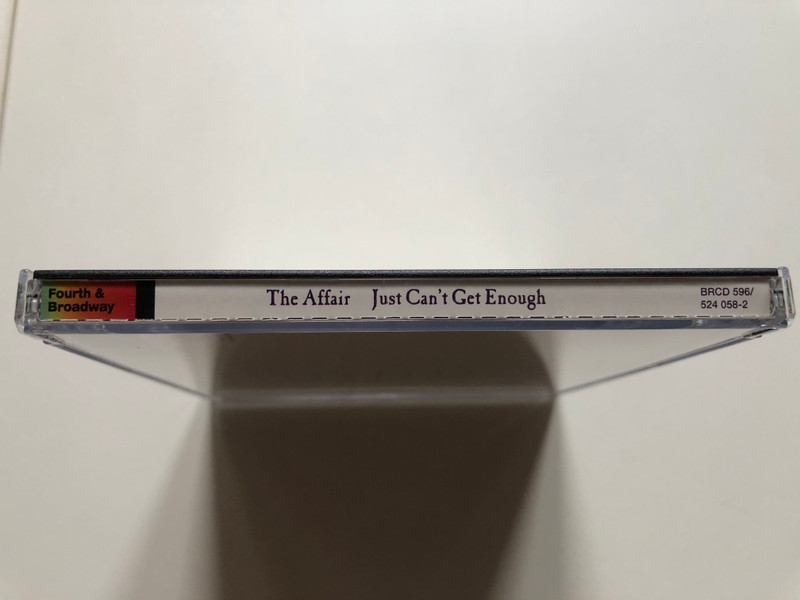 Fourth &
Broadway
The Affair Just Can't Get Enough
BRCD 596/
524 058-2